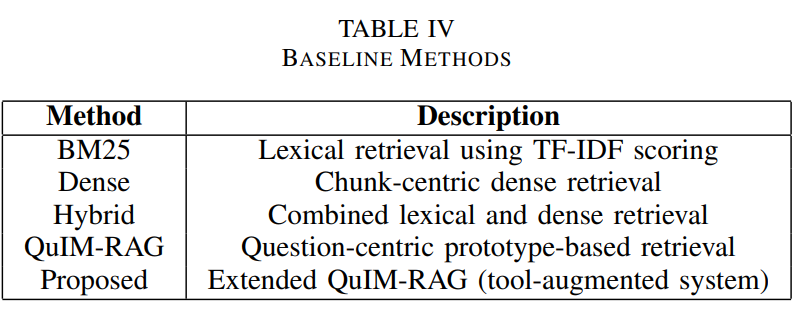 TABLE IV
BASELINE METHODS
Method Description
BM25 Lexical retrieval using TF-IDF scoring
Dense Chunk-centric dense retrieval
Hybrid Combined lexical and dense retrieval
QuIM-RAG Question-centric prototype-based retrieval
Proposed Extended QuIM-RAG (tool-augmented system)